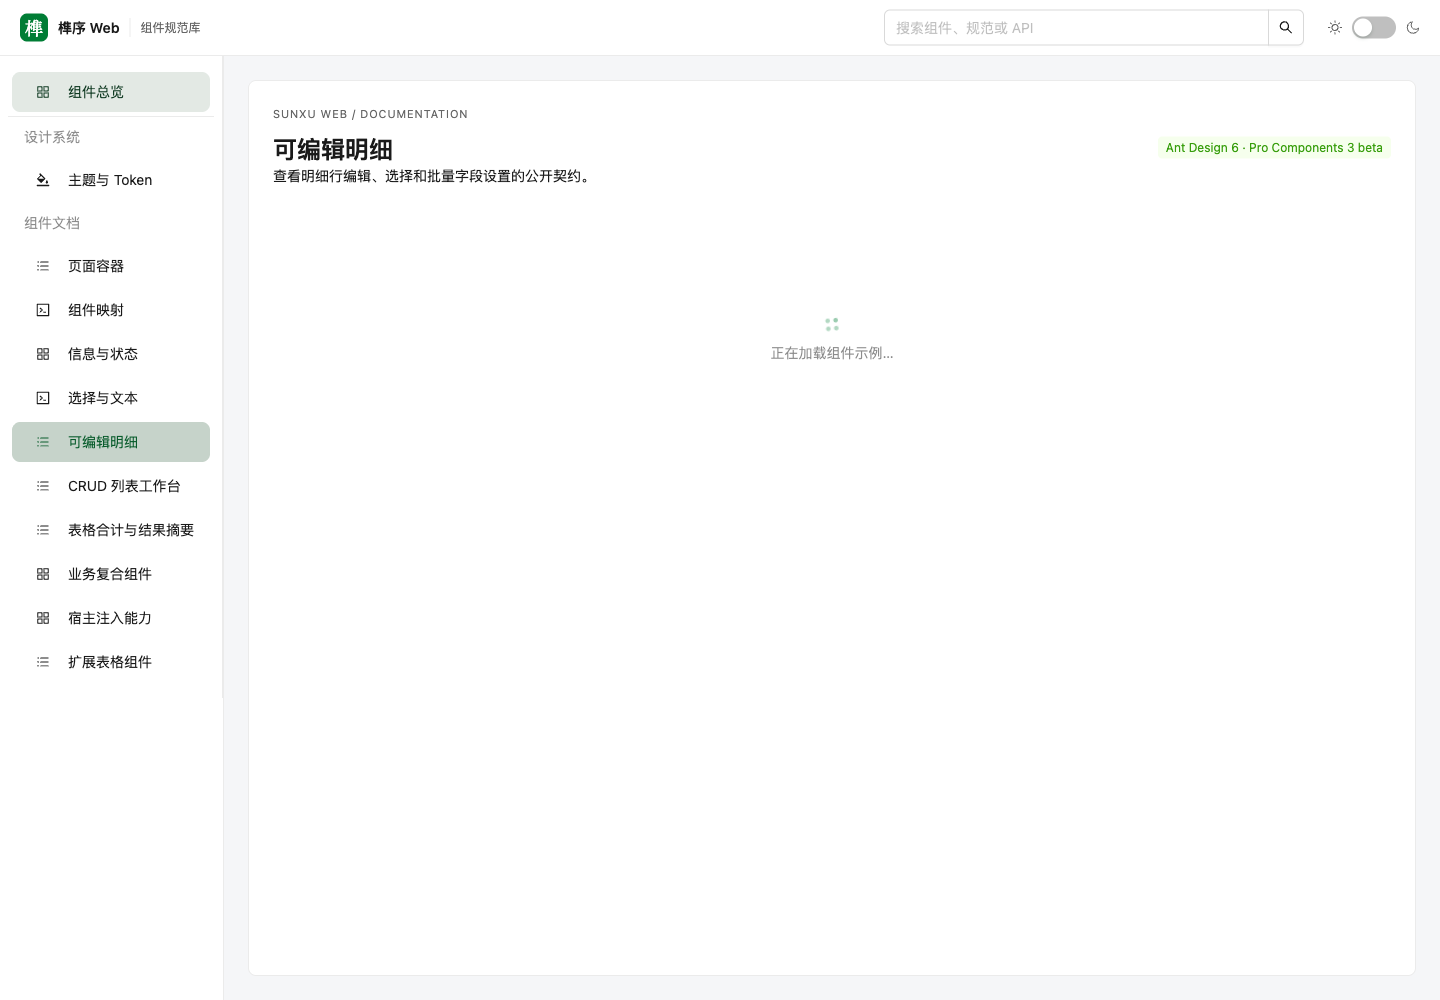 榫
榫序 Web
组件规范库
搜索组件、规范或 API
组件总览
设计系统
主题与 Token
组件文档
页面容器
组件映射
信息与状态
选择与文本
可编辑明细
CRUD 列表工作台
表格合计与结果摘要
业务复合组件
宿主注入能力
扩展表格组件
SUNXU WEB / DOCUMENTATION
可编辑明细
Ant Design 6 · Pro Components 3 beta
查看明细行编辑、选择和批量字段设置的公开契约。
正在加载组件示例...